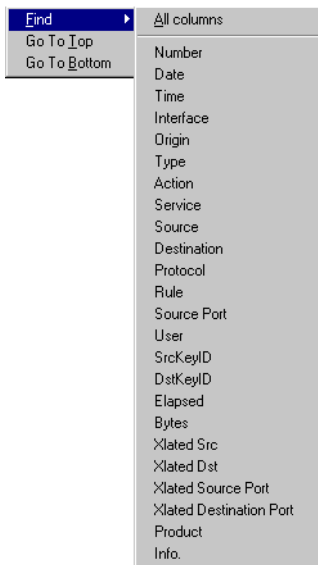 Find
Go To Top
Go To Bottom
All columns
Number
Date
Time
Interface
Origin
Type
Action
Service
Source
Destination
Protocol
Rule
Source Port
User
SrcKeyID
DstKeyID
Elapsed
Bytes
Xlated Src
Xlated Dst
Xlated Source Port
Xlated Destination Port
Product
Info.